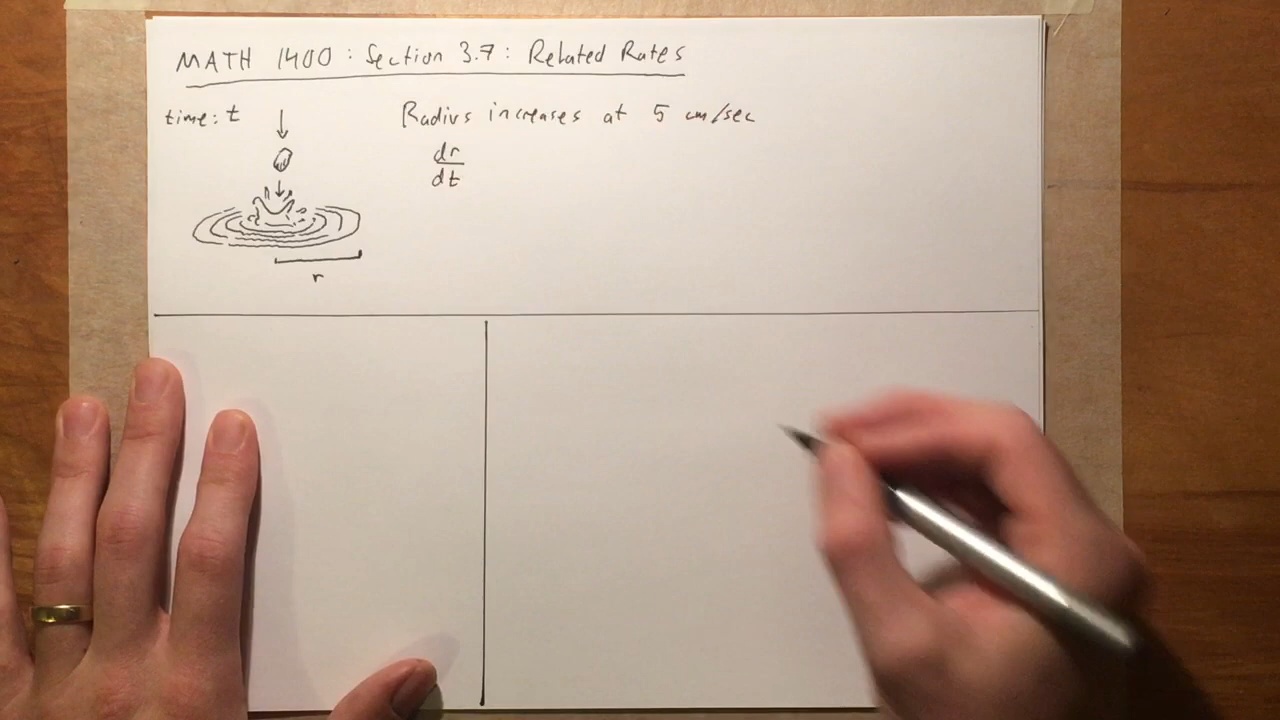 MATH 1400 : Section 3.7 : Related Rates
time: t
Radius increases at 5 cm/sec
dr
dt
r